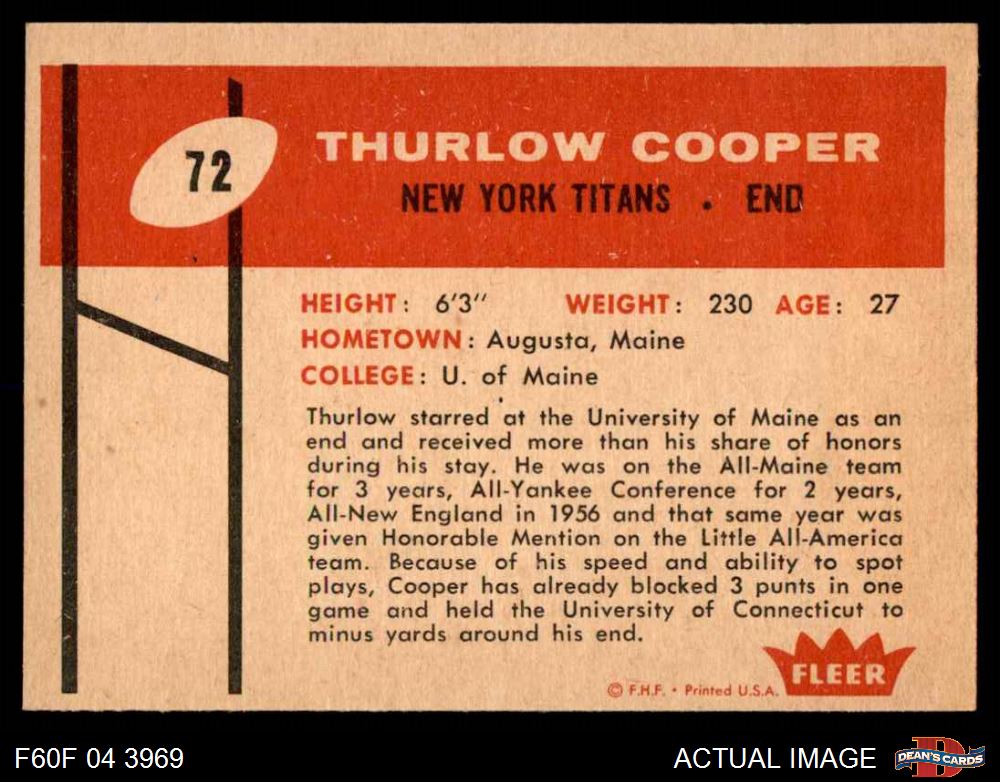 72
THURLOW COOPER
NEW YORK TITANS . END
HEIGHT: 6'3" WEIGHT: 230 AGE: 27
HOMETOWN: Augusta, Maine
COLLEGE: U. of Maine
Thurlow starred at the University of Maine as an
end and received more than his share of honors
during his stay. He was on the All-Maine team
for 3 years, All-Yankee Conference for 2 years,
All-New England in 1956 and that same year was
given Honorable Mention on the Little All-America
team. Because of his speed and ability to spot
plays, Cooper has already blocked 3 punts in one
game and held the University of Connecticut to
minus yards around his end.
FLEER
© F.H.F. • Printed U.S.A.
F60F 04 3969
ACTUAL IMAGE
D
DEAN'S CARDS